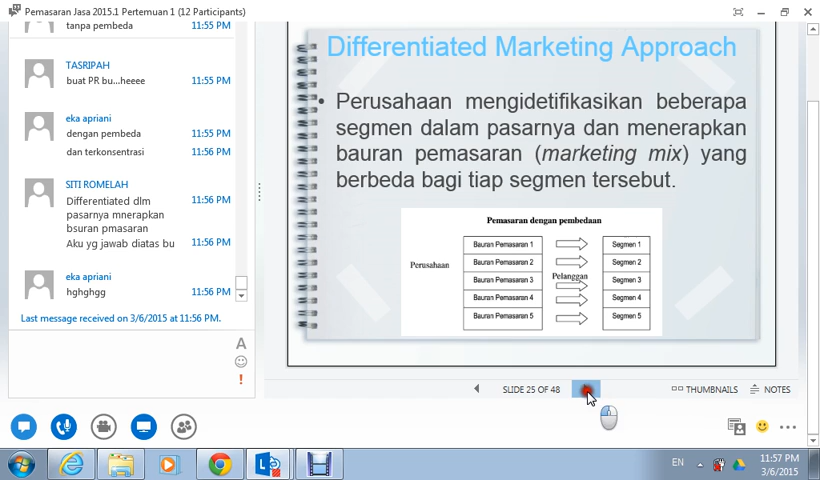 Pemasaran Jasa 2015.1 Pertemuan 1 (12 Participants)
tanpa pembeda 11:55 PM
TASRIPAH
buat PR bu...heeee 11:55 PM
eka apriani
dengan pembeda 11:55 PM
dan terkonsentrasi 11:56 PM
SITI ROMELAH
Differentiated dlm 11:56 PM
pasarnya mnerapkan
bsuran pmasaran
Aku yg jawab diatas bu 11:56 PM
eka apriani
hghghgg 11:56 PM
Last message received on 3/6/2015 at 11:56 PM.
A
!
Differentiated Marketing Approach
• Perusahaan mengidetifikasikan beberapa
segmen dalam pasarnya dan menerapkan
bauran pemasaran (marketing mix) yang
berbeda bagi tiap segmen tersebut.
Pemasaran dengan pembedaan
Perusahaan
Bauran Pemasaran 1 Segmen 1
Bauran Pemasaran 2 Segmen 2
Pelanggan
Bauran Pemasaran 3 Segmen 3
Bauran Pemasaran 4 Segmen 4
Bauran Pemasaran 5 Segmen 5
SLIDE 25 OF 48
THUMBNAILS NOTES
EN
11:57 PM
3/6/2015